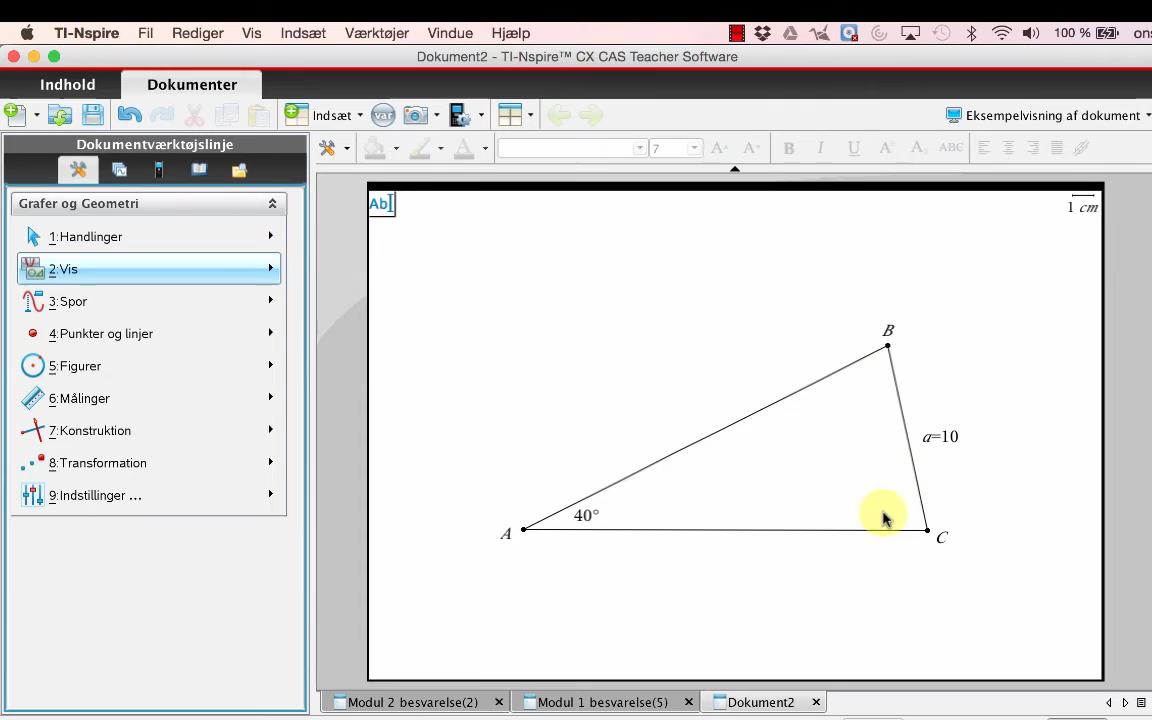 TI-Nspire Fil Rediger Vis Indsæt Værktøjer Vindue Hjælp 100 % ons
Dokument2 - TI-Nspire™ CX CAS Teacher Software
Indhold Dokumenter
Indsæt var Eksempelvisning af dokument
Dokumentværktøjslinje
7 A A B I U A A ABC
Grafer og Geometri
Ab
1 cm
1:Handlinger
2:Vis
3:Spor
4:Punkter og linjer
5:Figurer
6:Målinger
7:Konstruktion
8:Transformation
9:Indstillinger ...
B
a=10
40°
A
C
Modul 2 besvarelse(2) Modul 1 besvarelse(5) Dokument2